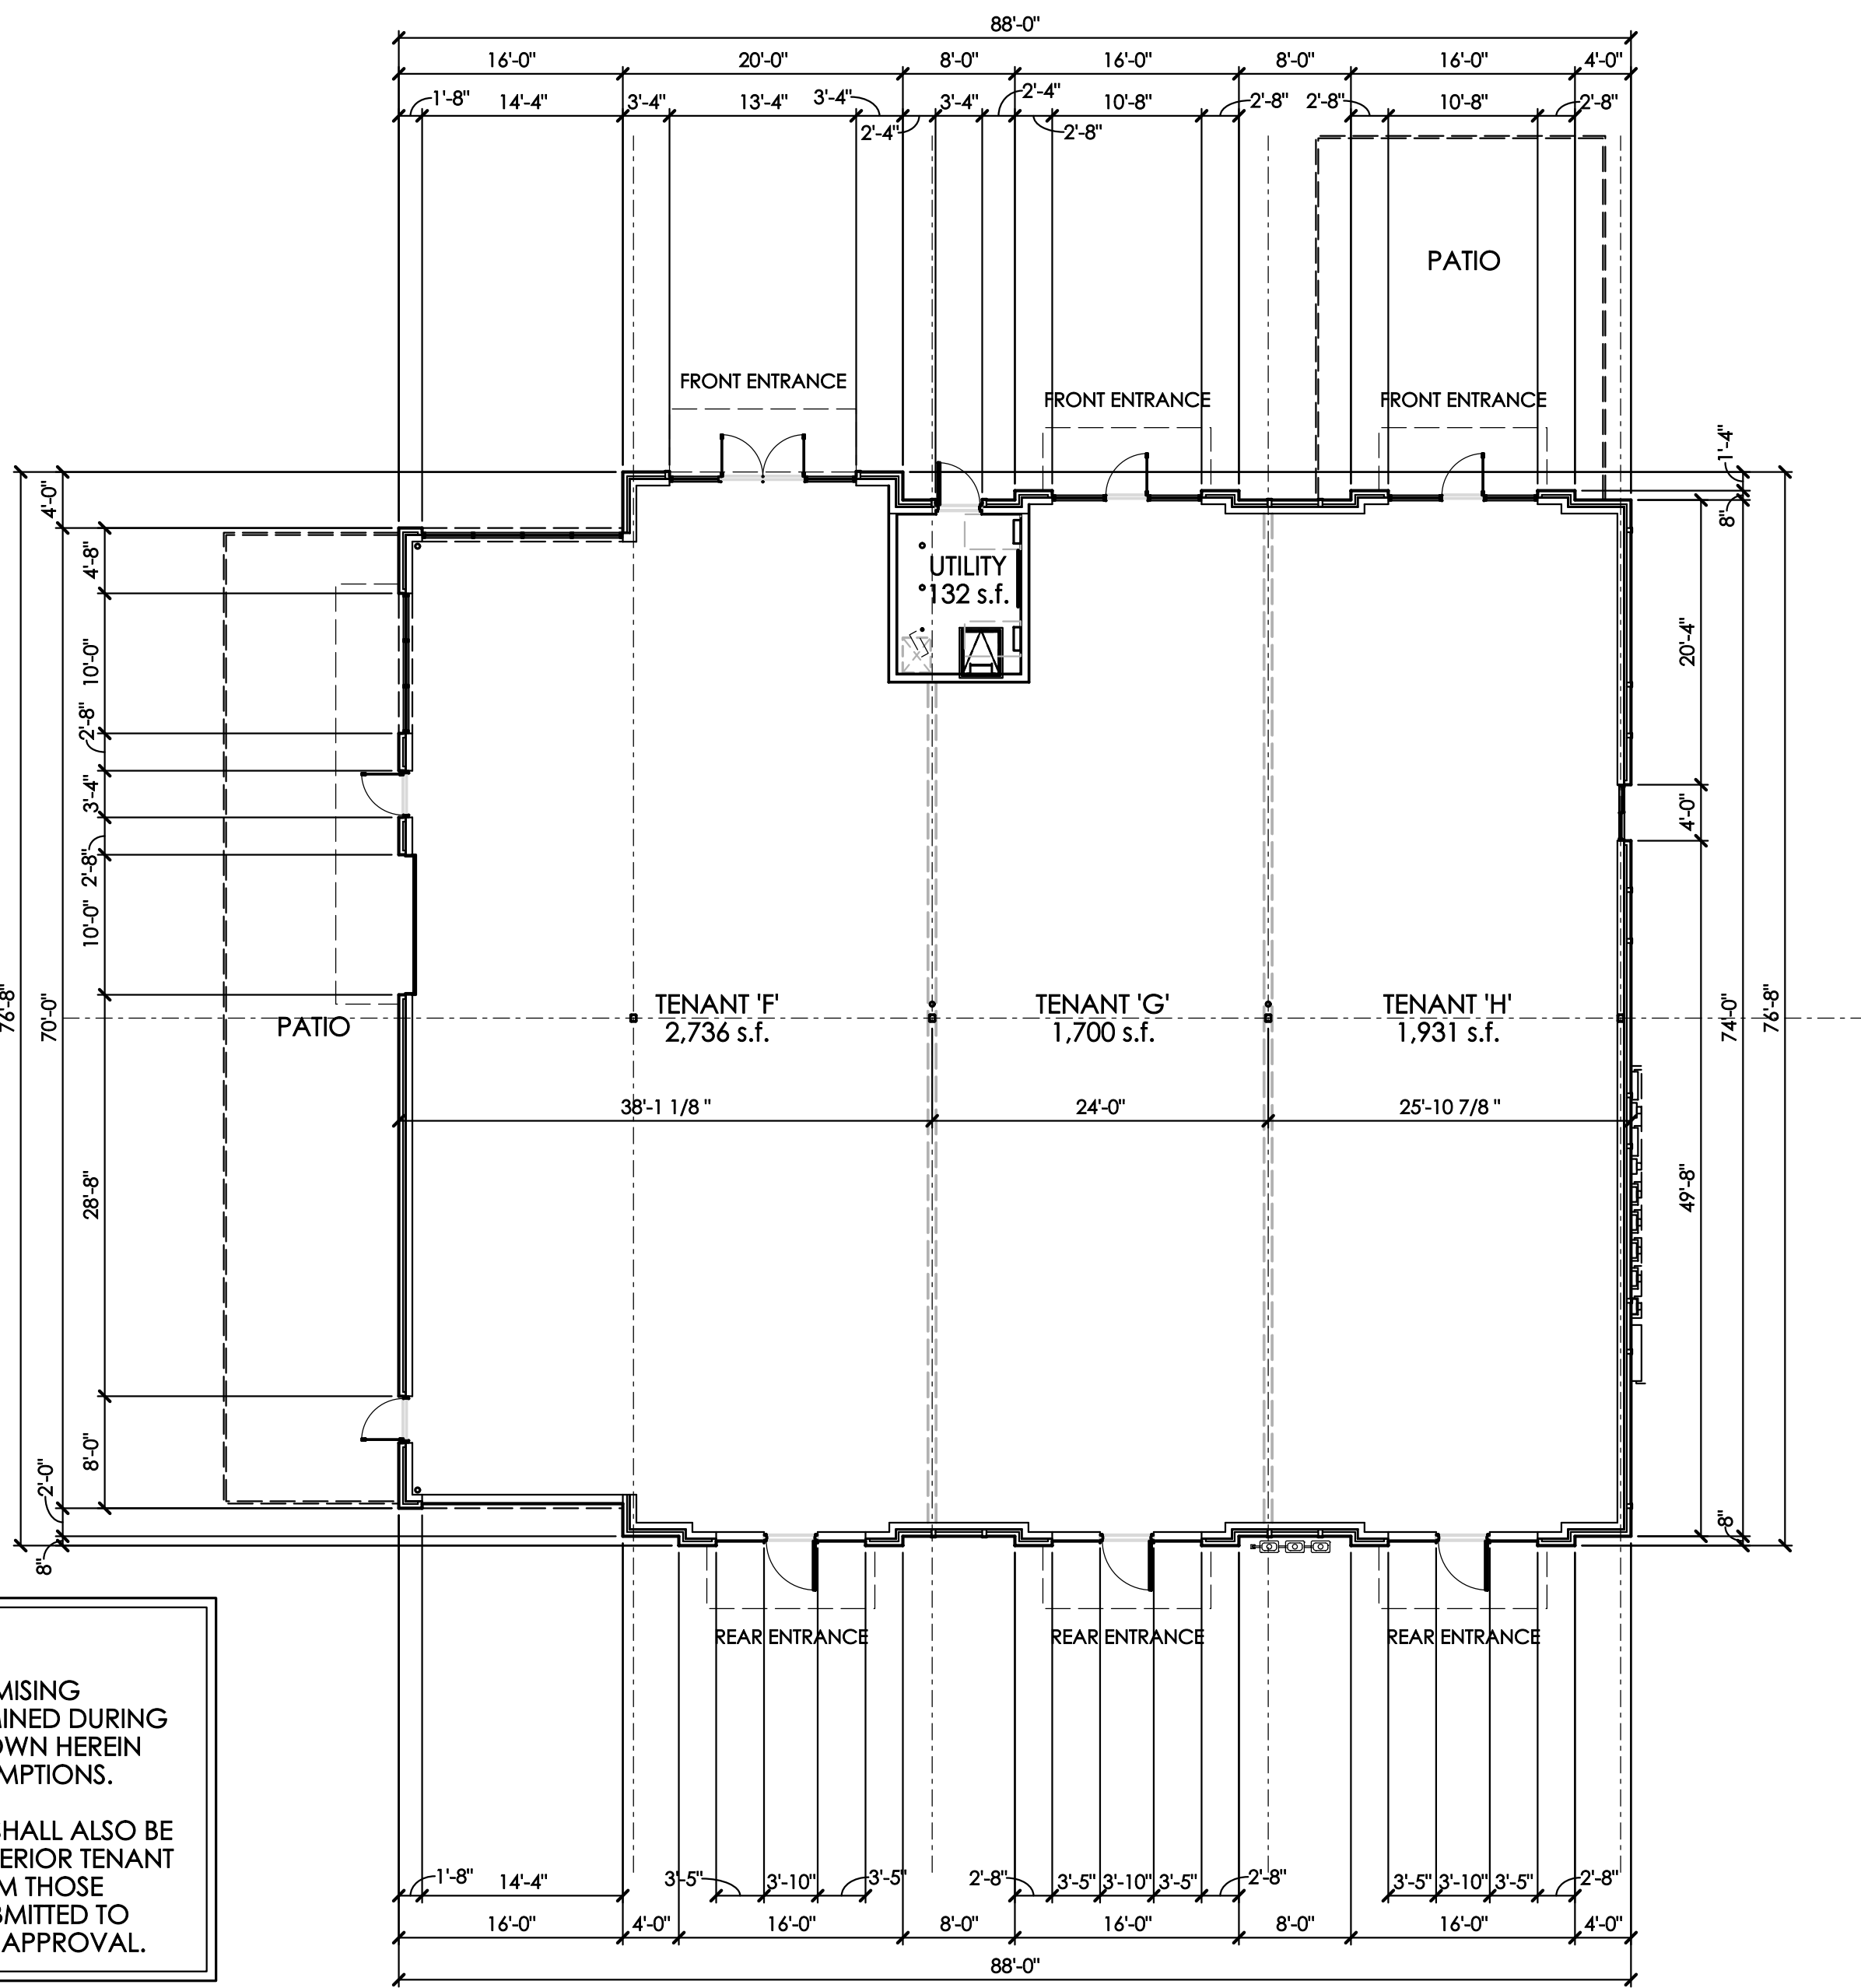 88'-0"
16'-0" 20'-0" 8'-0" 16'-0" 8'-0" 16'-0" 4'-0"
1'-8" 14'-4" 3'-4" 13'-4" 3'-4" 2'-4" 3'-4" 2'-4" 2'-8" 10'-8" 2'-8" 2'-8" 10'-8" 2'-8"
PATIO
FRONT ENTRANCE
FRONT ENTRANCE
FRONT ENTRANCE
76'-8"
70'-0"
4'-0"
4'-8"
10'-0"
2'-8"
3'-4"
2'-8"
10'-0"
28'-8"
8'-0"
2'-0"
8"
UTILITY
132 s.f.
PATIO
TENANT 'F'
2,736 s.f.
TENANT 'G'
1,700 s.f.
TENANT 'H'
1,931 s.f.
38'-1 1/8 " 24'-0" 25'-10 7/8 "
1'-4"
8"
20'-4"
4'-0"
49'-8"
74'-0"
76'-8"
8"
REAR ENTRANCE
REAR ENTRANCE
REAR ENTRANCE
MISING
MINED DURING
OWN HEREIN
MPTIONS.
SHALL ALSO BE
ERIOR TENANT
M THOSE
BMITTED TO
APPROVAL.
1'-8" 14'-4" 3'-5" 3'-10" 3'-5" 2'-8" 3'-5" 3'-10" 3'-5" 2'-8" 3'-5" 3'-10" 3'-5" 2'-8"
16'-0" 4'-0" 16'-0" 8'-0" 16'-0" 8'-0" 16'-0" 4'-0"
88'-0"